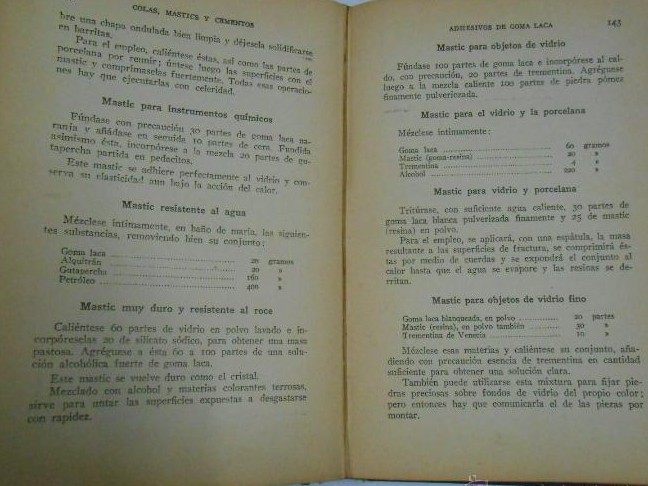 COLAS, MASTICS Y CEMENTOS
bre una chapa ondulada bien limpia y déjesela solidificarse
en barritas.
Para el empleo, caliéntese éstas, así como las partes de
porcelana por reunir; úntese luego las superficies con el
mastic y comprímaselas fuertemente. Todas esas operacio-
nes hay que ejecutarlas con celeridad.
Mastic para instrumentos químicos
Fúndase con precaución 30 partes de goma laca na-
ranja y añádase en seguida 10 partes de cera. Fundida
asimismo ésta, incorpórese a la mezcla 20 partes de gu-
tapercha partida en pedacitos.
Este mastic se adhiere perfectamente al vidrio y con-
serva su elasticidad aun bajo la acción del calor.
Mastic resistente al agua
Mézclese íntimamente, en baño de maría, las siguien-
tes substancias, removiendo bien su conjunto:
Goma laca 20 gramos
Alquitrán 20 »
Gutapercha 160 »
Petróleo 400 »
Mastic muy duro y resistente al roce
Caliéntese 60 partes de vidrio en polvo lavado e in-
corpóreselas 20 de silicato sódico, para obtener una masa
pastosa. Agréguese a ésta 60 a 100 partes de una solu-
ción alcohólica fuerte de goma laca.
Este mastic se vuelve duro como el cristal.
Mezclado con alcohol y materias colorantes terrosas,
sirve para untar las superficies expuestas a desgastarse
con rapidez.
ADHESIVOS DE GOMA LACA 143
Mastic para objetos de vidrio
Fúndase 100 partes de goma laca e incorpórese al cal-
do, con precaución, 20 partes de trementina. Agréguese
luego a la mezcla caliente 100 partes de piedra pómez
finamente pulverizada.
Mastic para el vidrio y la porcelana
Mézclese íntimamente:
Goma laca 60 gramos
Mastic (goma-resina) 20 »
Trementina 4 »
Alcohol 220 »
Mastic para vidrio y porcelana
Tritúrase, con suficiente agua caliente, 30 partes de
goma laca blanca pulverizada finamente y 25 de mastic
(resina) en polvo.
Para el empleo, se aplicará, con una espátula, la masa
resultante a las superficies de fractura, se comprimirá és-
tas por medio de cuerdas y se expondrá el conjunto al
calor hasta que el agua se evapore y las resinas se de-
rritan.
Mastic para objetos de vidrio fino
Goma laca blanqueada, en polvo 20 partes
Mastic (resina), en polvo también 30 »
Trementina de Venecia 10 »
Mézclese esas materias y caliéntese su conjunto, aña-
diendo con precaución esencia de trementina en cantidad
suficiente para obtener una solución clara.
También puede utilizarse esta mixtura para fijar pie-
dras preciosas sobre fondos de vidrio del propio color;
pero entonces hay que comunicarla el de las piezas por
montar.